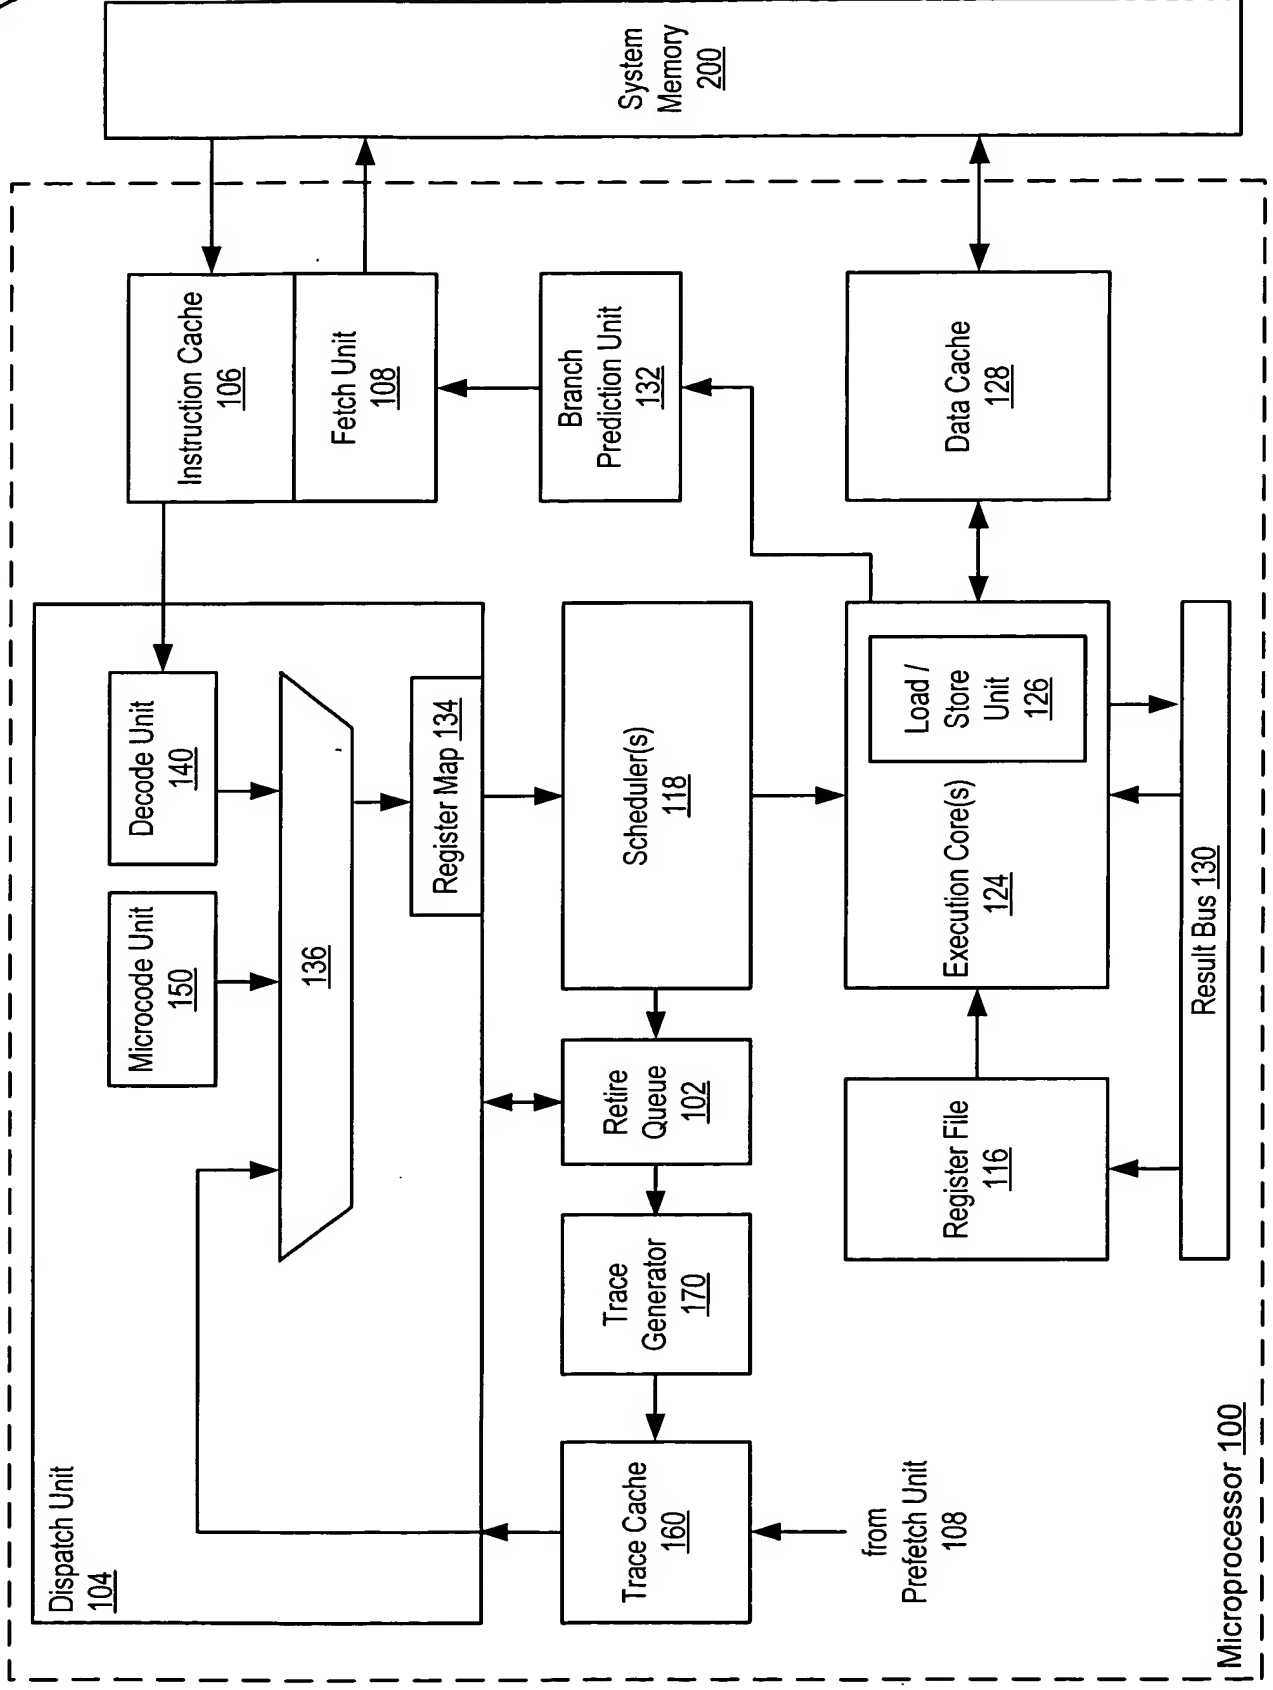 System
Memory
200
Instruction Cache
106
Fetch Unit
108
Branch
Prediction Unit
132
Data Cache
128
Dispatch Unit
104
Microcode Unit
150
Decode Unit
140
136
Register Map 134
Trace Cache
160
Trace
Generator
170
Retire
Queue
102
Scheduler(s)
118
from
Prefetch Unit
108
Register File
116
Execution Core(s)
124
Load /
Store
Unit
126
Result Bus 130
Microprocessor 100